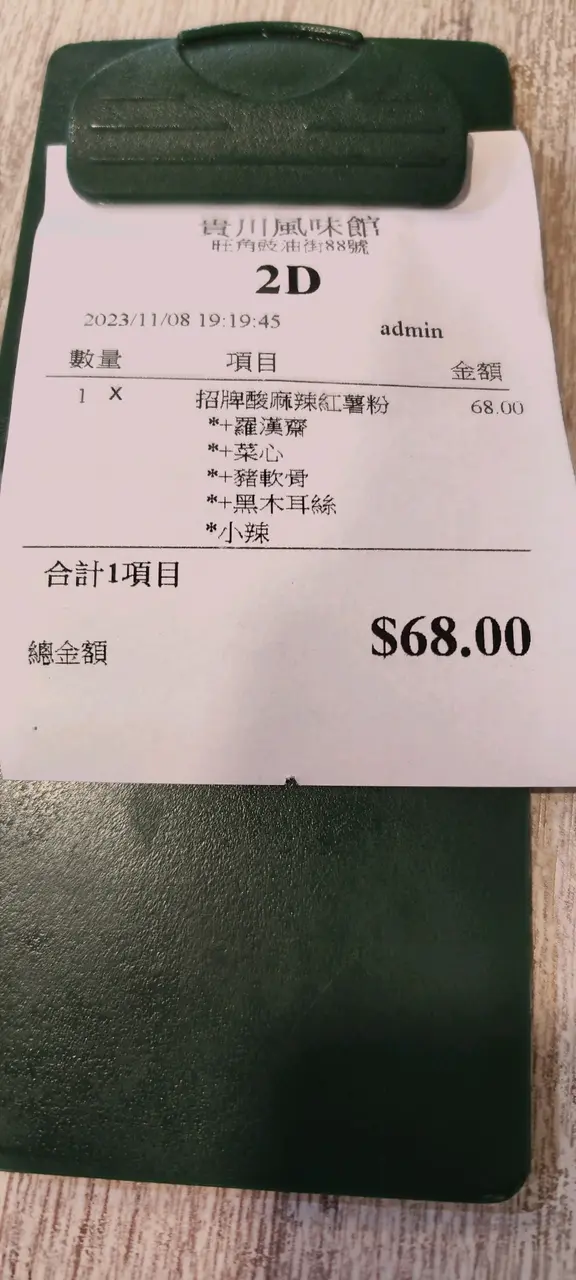 貴川風味館
旺角豉油街88號
2D
2023/11/08 19:19:45 admin
數量 項目 金額
1 X 招牌酸麻辣紅薯粉 68.00
*+羅漢齋
*+菜心
*+豬軟骨
*+黑木耳絲
*小辣
合計1項目
總金額 $68.00